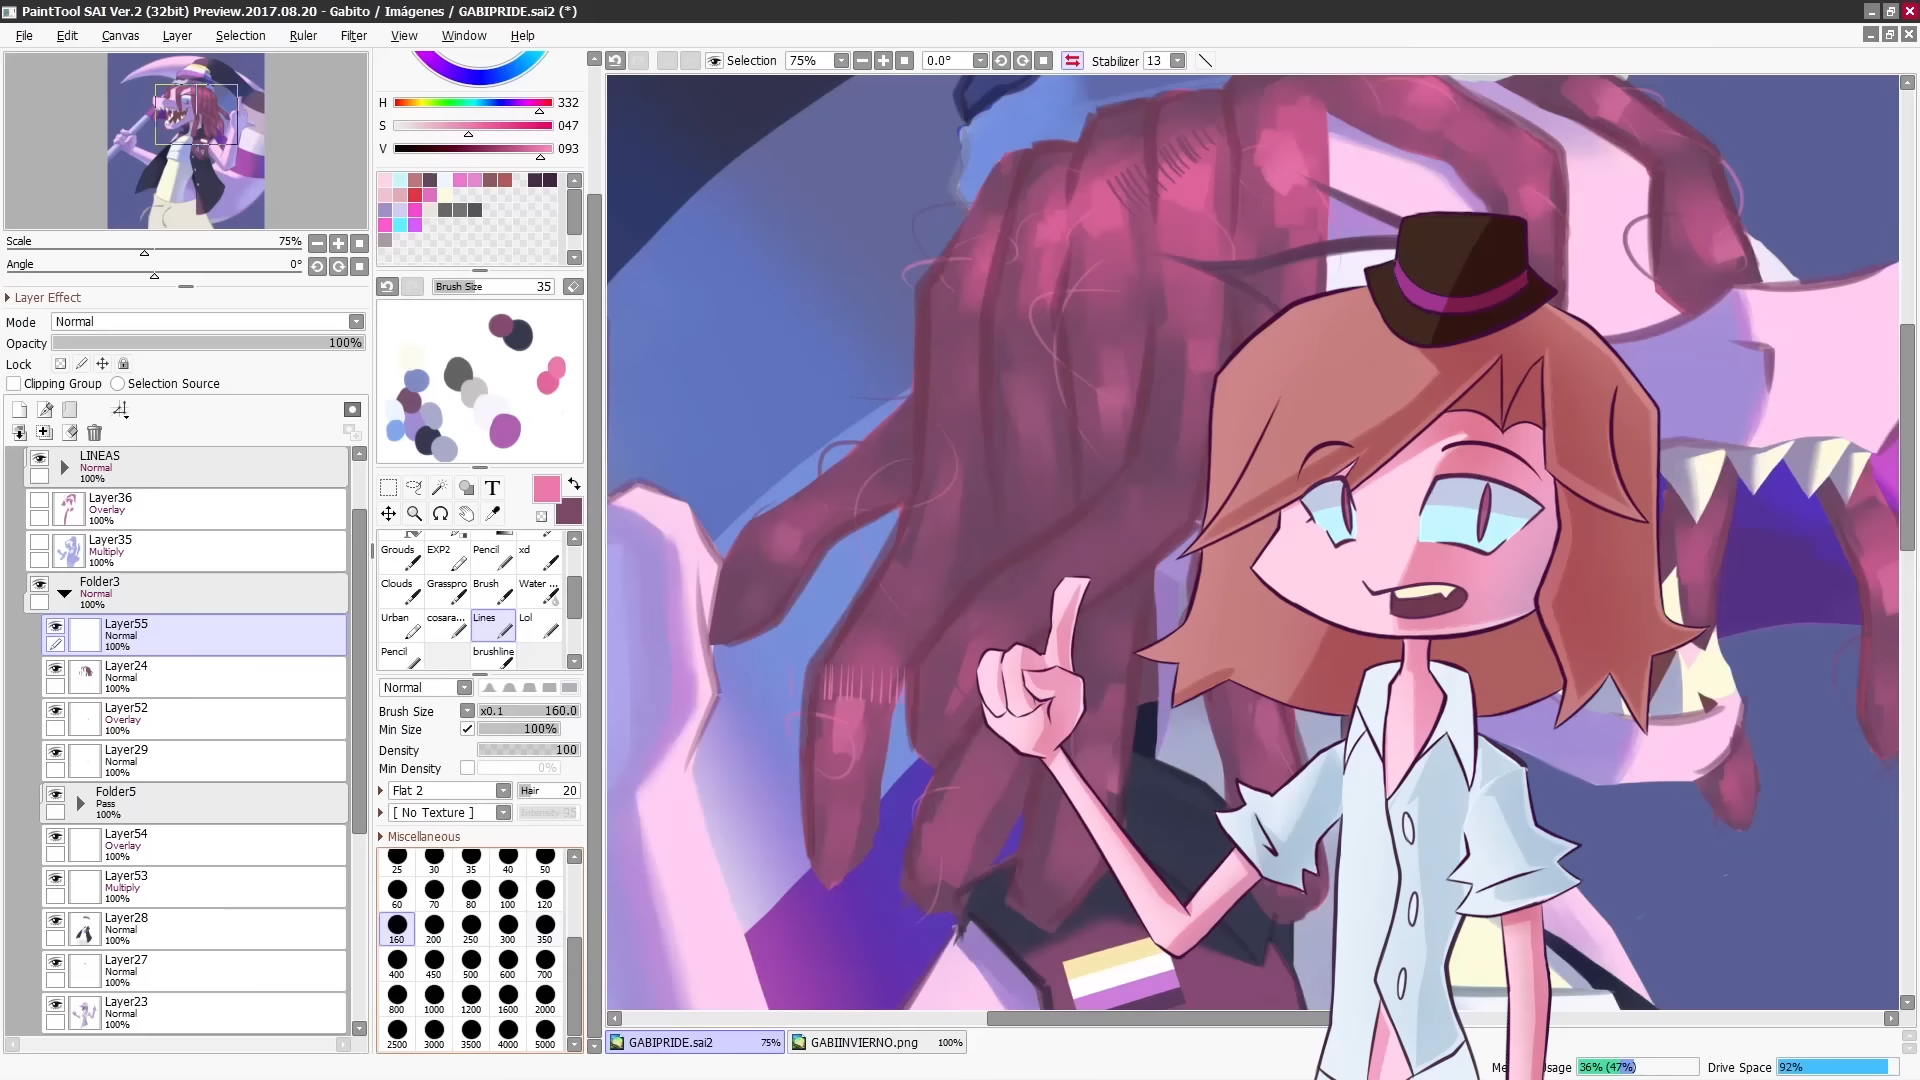 PaintTool SAI Ver.2 (32bit) Preview.2017.08.20 - Gabito / Imágenes / GABIPRIDE.sai2 (*)
File Edit Canvas Layer Selection Ruler Filter View Window Help
Selection 75% 0.0° Stabilizer 13
H 332
S 047
V 093
Scale 75%
Angle 0°
Brush Size 35
Layer Effect
Mode Normal
Opacity 100%
Lock
Clipping Group Selection Source
LINEAS
Normal
100%
Layer36
Overlay
100%
Layer35
Multiply
100%
Folder3
Normal
100%
Layer55
Normal
100%
Layer24
Normal
100%
Layer52
Overlay
100%
Layer29
Normal
100%
Folder5
Pass
100%
Layer54
Overlay
100%
Layer53
Multiply
100%
Layer28
Normal
100%
Layer27
Normal
100%
Layer23
Normal
100%
T
Grouds EXP2 Pencil xd
Clouds Grasspro Brush Water ...
Urban cosara... Lines Lol
Pencil brushline
Normal
Brush Size x0.1 160.0
Min Size 100%
Density 100
Min Density 0%
Flat 2 Hair 20
[ No Texture ] Intensity 95
Miscellaneous
25 30 35 40 50
60 70 80 100 120
160 200 250 300 350
400 450 500 600 700
800 1000 1200 1600 2000
2500 3000 3500 4000 5000
GABIPRIDE.sai2 75% GABIINVIERNO.png 100%
36% (47%) Drive Space 92%